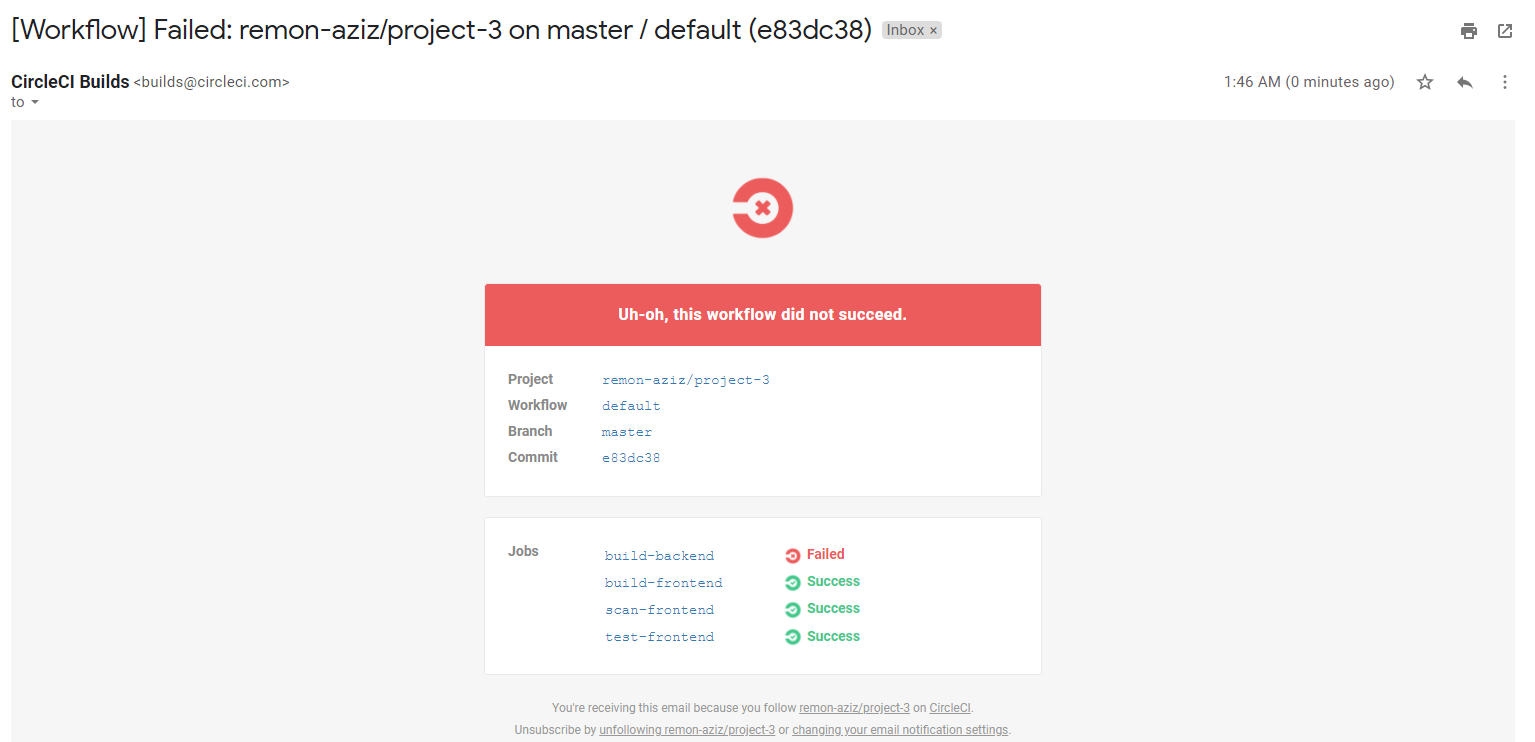 [Workflow] Failed: remon-aziz/project-3 on master / default (e83dc38) Inbox ×
CircleCI Builds <builds@circleci.com> 1:46 AM (0 minutes ago)
to
Uh-oh, this workflow did not succeed.
Project remon-aziz/project-3
Workflow default
Branch master
Commit e83dc38
Jobs build-backend Failed
build-frontend Success
scan-frontend Success
test-frontend Success
You're receiving this email because you follow remon-aziz/project-3 on CircleCI.
Unsubscribe by unfollowing remon-aziz/project-3 or changing your email notification settings.